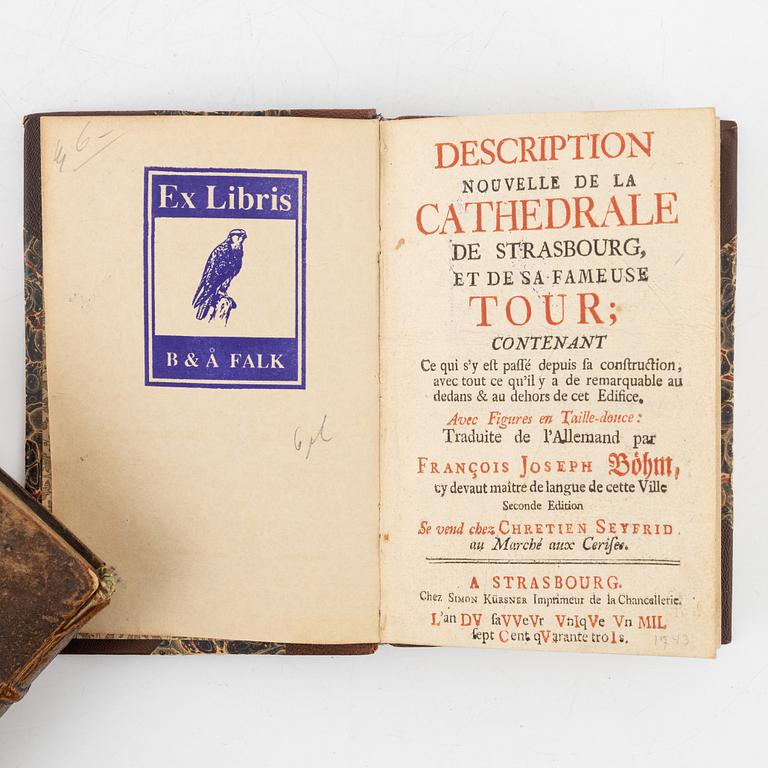 6-
Ex Libris
B & Å FALK
DESCRIPTION
NOUVELLE DE LA
CATHEDRALE
DE STRASBOURG,
ET DE SA FAMEUSE
TOUR;
CONTENANT
Ce qui s'y eſt paſſé depuis ſa conſtruction,
avec tout ce qu'il y a de remarquable au
dedans & au dehors de cet Edifice.
Avec Figures en Taille-douce:
Traduite de l'Allemand par
FRANÇOIS JOSEPH Böhm,
cy devaut maître de langue de cette Ville
Seconde Edition
Se vend chez CHRETIEN SEYFRID
au Marché aux Ceriſes.
A STRASBOURG.
Chez SIMON KÜRSNER Imprimeur de la Chancellerie.
L'an DV ſaVVeVr VnIqVe Vn MIL
ſept Cent qVarante troIs.
1743